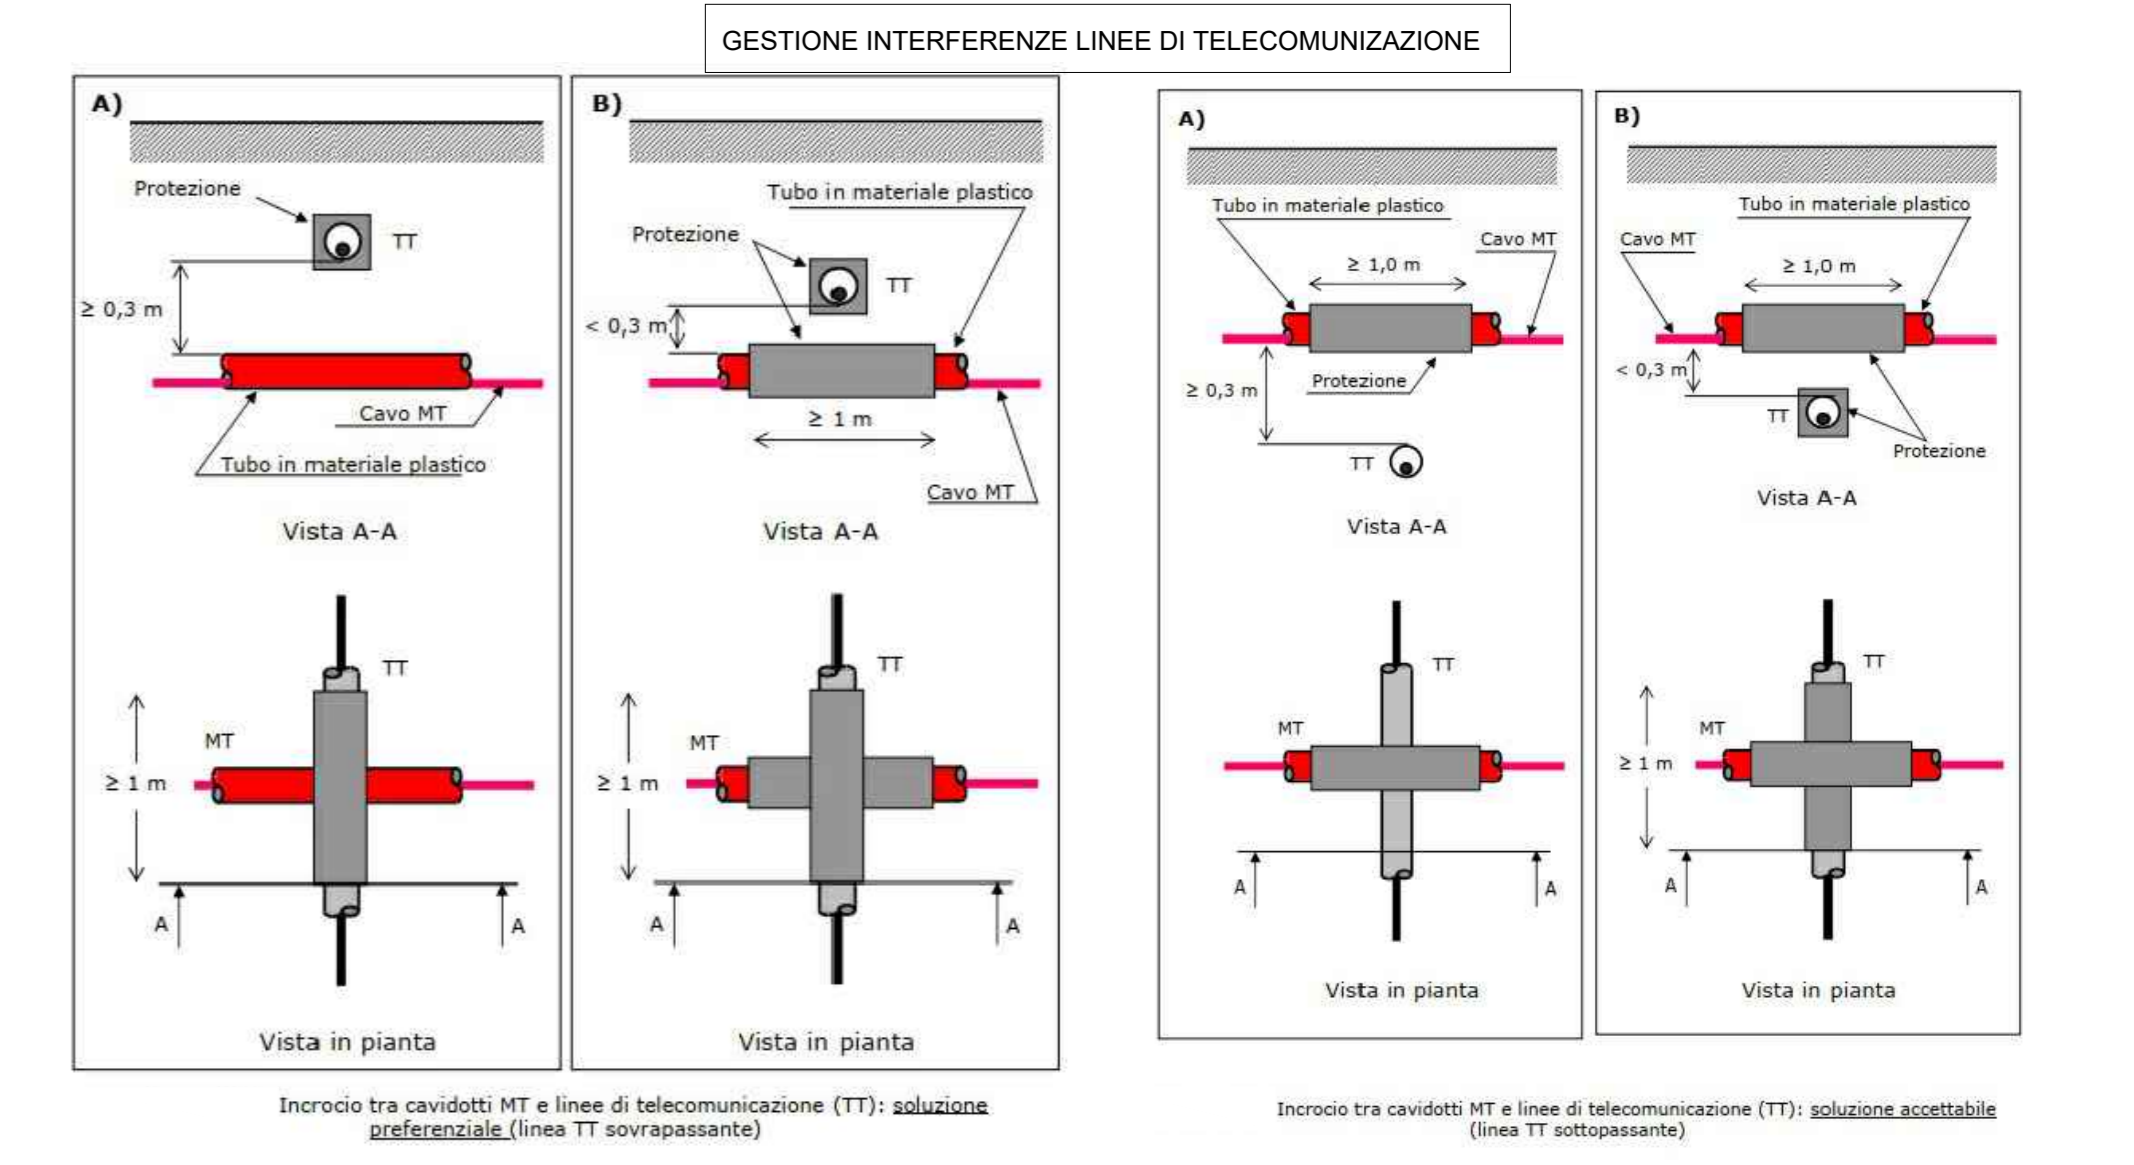 GESTIONE INTERFERENZE LINEE DI TELECOMUNIZAZIONE
A)
Protezione
TT
≥ 0,3 m
Cavo MT
Tubo in materiale plastico
Vista A-A
TT
MT
≥ 1 m
A
A
Vista in pianta
B)
Tubo in materiale plastico
Protezione
TT
< 0,3 m
≥ 1 m
Cavo MT
Vista A-A
TT
MT
≥ 1 m
A
A
Vista in pianta
Incrocio tra cavidotti MT e linee di telecomunicazione (TT): soluzione
preferenziale (linea TT sovrapassante)
A)
Tubo in materiale plastico
Cavo MT
≥ 1,0 m
≥ 0,3 m
Protezione
TT
Vista A-A
TT
MT
A
A
Vista in pianta
B)
Tubo in materiale plastico
Cavo MT
≥ 1,0 m
< 0,3 m
TT
Protezione
Vista A-A
TT
MT
≥ 1 m
A
A
Vista in pianta
Incrocio tra cavidotti MT e linee di telecomunicazione (TT): soluzione accettabile
(linea TT sottopassante)